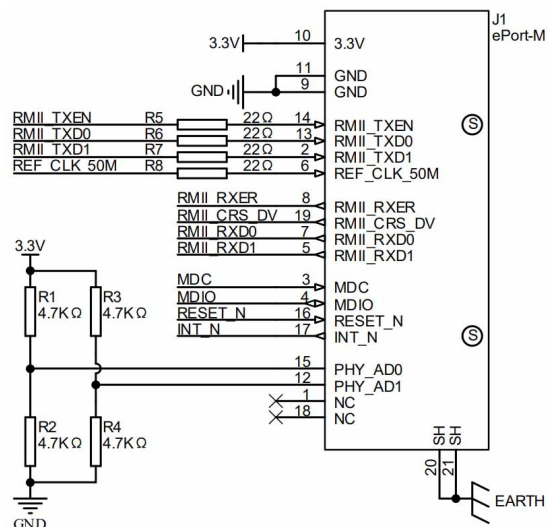 J1
ePort-M
3.3V 10 3.3V
11 GND
GND 9 GND
RMII_TXEN R5 22Ω 14 RMII_TXEN
RMII_TXD0 R6 22Ω 13 RMII_TXD0
RMII_TXD1 R7 22Ω 2 RMII_TXD1
REF_CLK_50M R8 22Ω 6 REF_CLK_50M
RMII_RXER 8 RMII_RXER
RMII_CRS_DV 19 RMII_CRS_DV
RMII_RXD0 7 RMII_RXD0
RMII_RXD1 5 RMII_RXD1
MDC 3 MDC
MDIO 4 MDIO
RESET_N 16 RESET_N
INT_N 17 INT_N
15 PHY_AD0
12 PHY_AD1
1 NC
18 NC
S
S
3.3V
R1 R3
4.7KΩ 4.7KΩ
R2 R4
4.7KΩ 4.7KΩ
GND
SH SH
20 21
EARTH